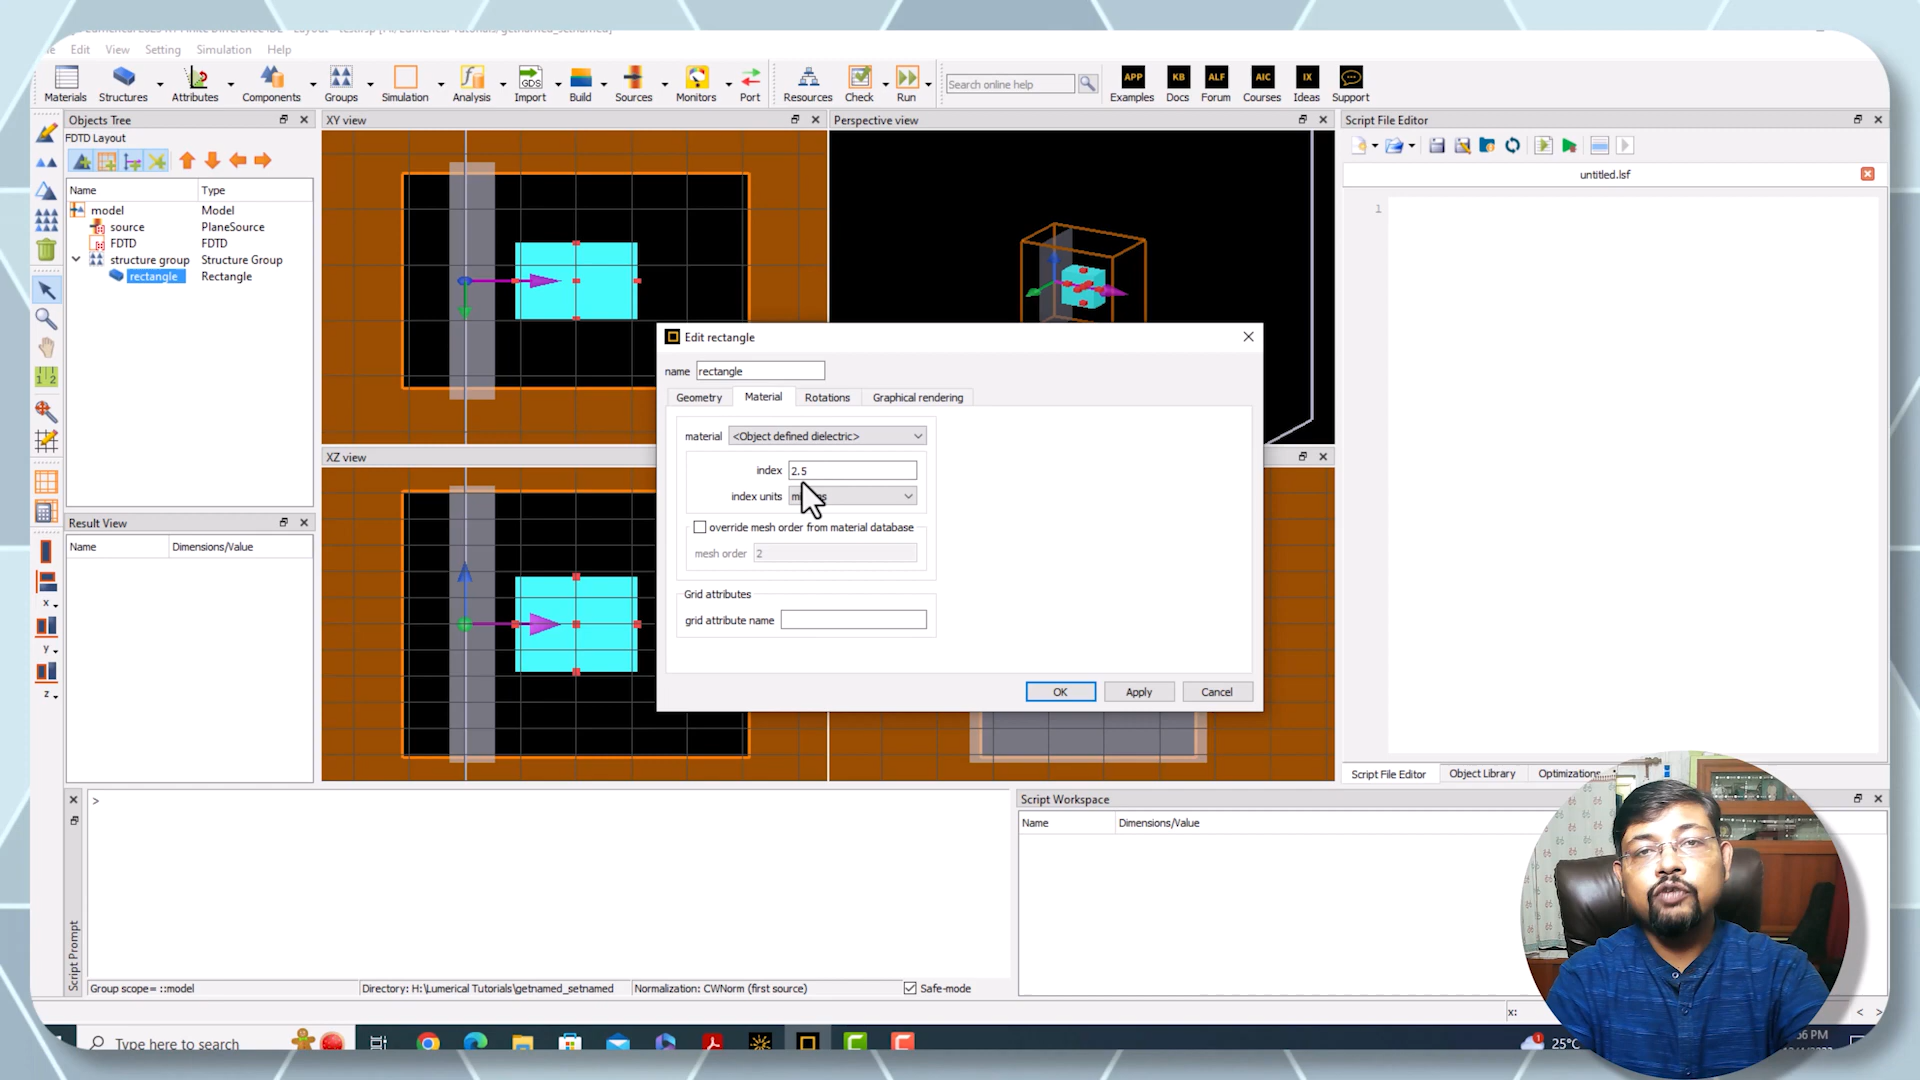 Edit View Setting Simulation Help
Materials Structures Attributes Components Groups Simulation Analysis Import Build Sources Monitors Port Resources Check Run
GDS
Search online help
APP KB ALF AIC IX
Examples Docs Forum Courses Ideas Support
Objects Tree
FDTD Layout
Name Type
model Model
source PlaneSource
FDTD FDTD
structure group Structure Group
rectangle Rectangle
Result View
Name Dimensions/Value
XY view
Perspective view
XZ view
Edit rectangle
name rectangle
Geometry Material Rotations Graphical rendering
material <Object defined dielectric>
index 2.5
index units
override mesh order from material database
mesh order 2
Grid attributes
grid attribute name
OK Apply Cancel
Script File Editor
untitled.lsf
1
Script File Editor Object Library
x
y
z
>
Script Prompt
Group scope= ::model
Directory: H:\Lumerical Tutorials\getnamed_setnamed
Normalization: CWNorm (first source)
Safe-mode
Script Workspace
Name Dimensions/Value
x:
Type here to search
25°C